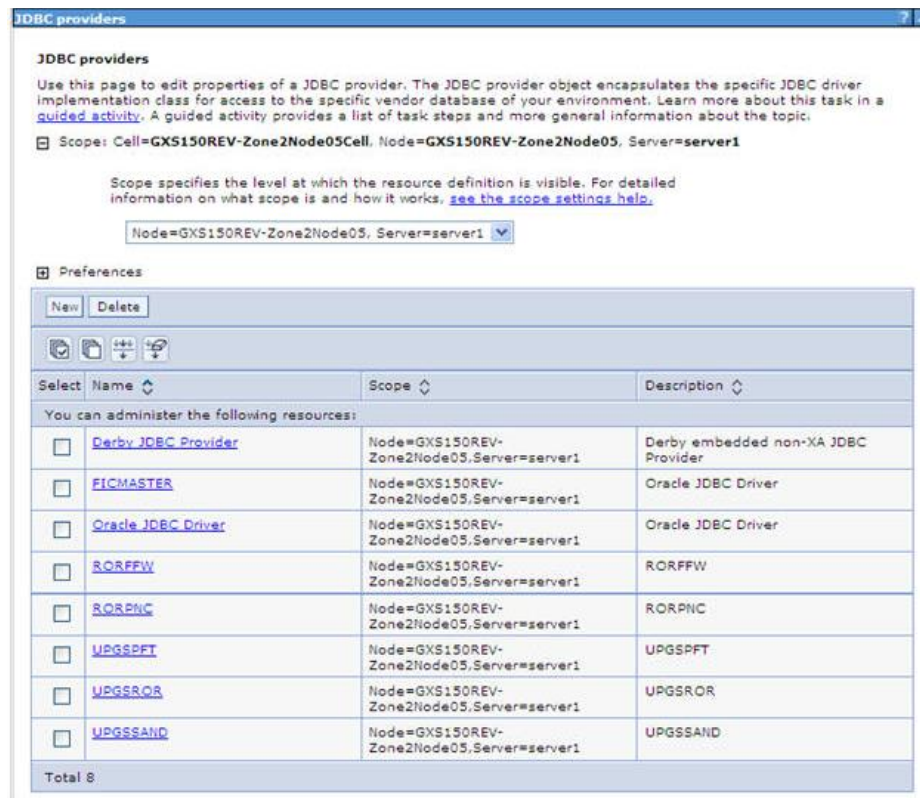 JDBC providers ?
JDBC providers
Use this page to edit properties of a JDBC provider. The JDBC provider object encapsulates the specific JDBC driver
implementation class for access to the specific vendor database of your environment. Learn more about this task in a
guided activity. A guided activity provides a list of task steps and more general information about the topic.
Scope: Cell=GXS150REV-Zone2Node05Cell, Node=GXS150REV-Zone2Node05, Server=server1
Scope specifies the level at which the resource definition is visible. For detailed
information on what scope is and how it works, see the scope settings help.
Node=GXS150REV-Zone2Node05, Server=server1
Preferences
New Delete
Select Name Scope Description
You can administer the following resources:
Derby JDBC Provider Node=GXS150REV- Derby embedded non-XA JDBC
Zone2Node05,Server=server1 Provider
FICMASTER Node=GXS150REV- Oracle JDBC Driver
Zone2Node05,Server=server1
Oracle JDBC Driver Node=GXS150REV- Oracle JDBC Driver
Zone2Node05,Server=server1
RORFFW Node=GXS150REV- RORFFW
Zone2Node05,Server=server1
RORPNC Node=GXS150REV- RORPNC
Zone2Node05,Server=server1
UPGSPFT Node=GXS150REV- UPGSPFT
Zone2Node05,Server=server1
UPGSROR Node=GXS150REV- UPGSROR
Zone2Node05,Server=server1
UPGSSAND Node=GXS150REV- UPGSSAND
Zone2Node05,Server=server1
Total 8